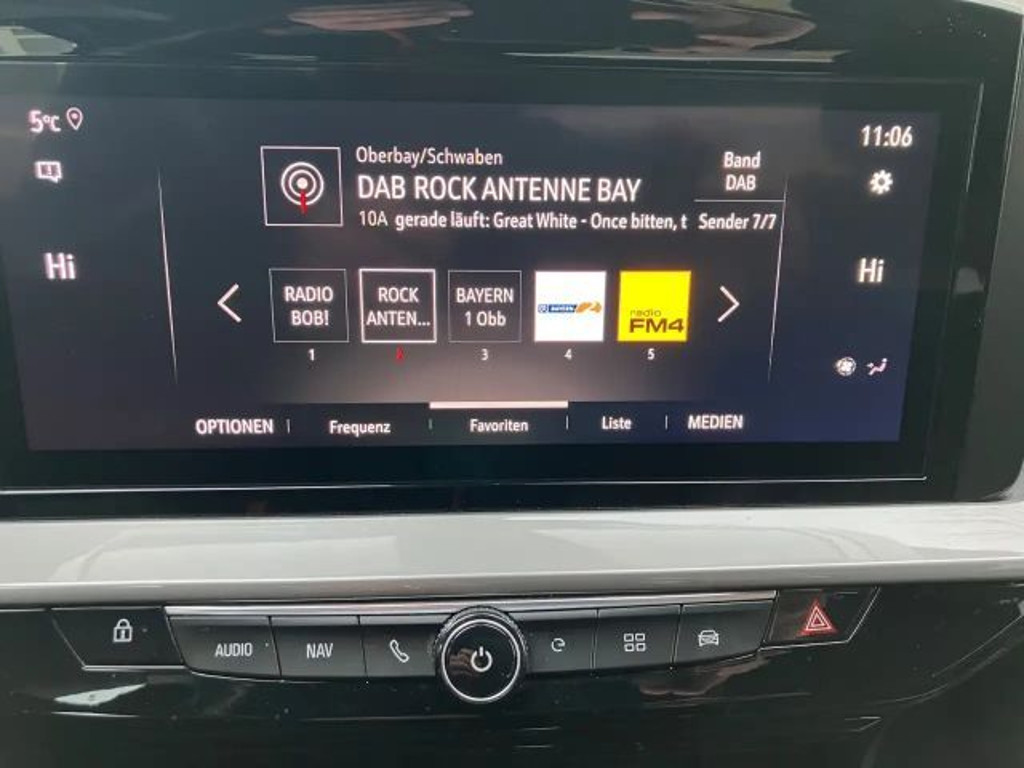 5°C
11:06
Oberbay/Schwaben
DAB ROCK ANTENNE BAY
10A gerade läuft: Great White - Once bitten, t
Band
DAB
Sender 7/7
Hi
Hi
RADIO
BOB!
ROCK
ANTEN...
BAYERN
1 Obb
BAYERN 2
radio
FM4
1
2
3
4
5
OPTIONEN
Frequenz
Favoriten
Liste
MEDIEN
AUDIO
NAV